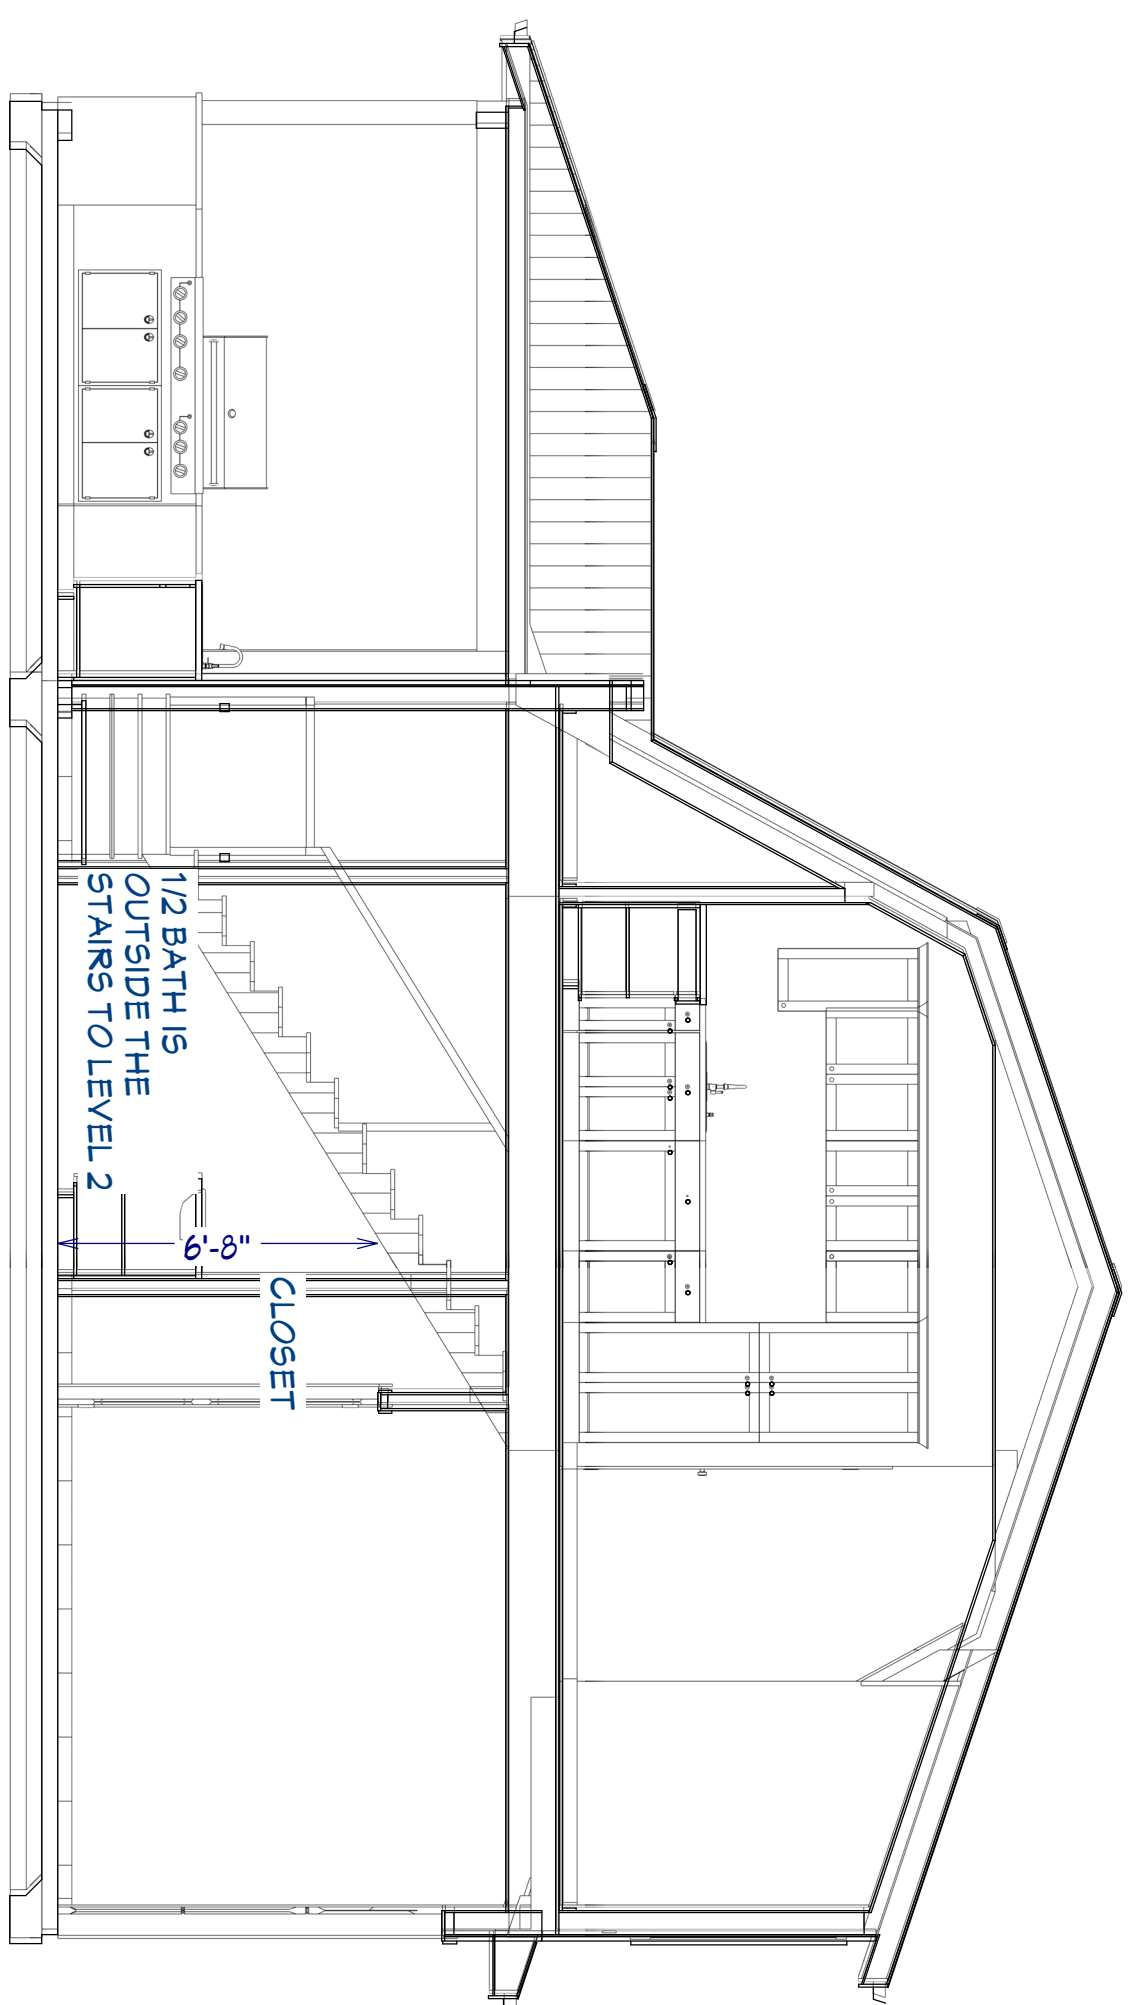 1/2 BATH IS
OUTSIDE THE
STAIRS TO LEVEL 2
6'-8"
CLOSET